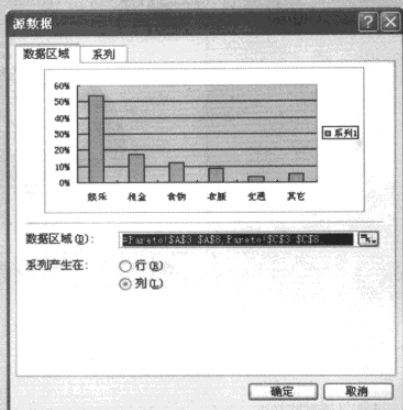 源数据
数据区域 系列
60%
50%
40%
30%
20%
10%
0%
娱乐 租金 食物 衣服 交通 其它
系列1
数据区域(D): =Pareto!$A$3:$A$8,Pareto!$C$3:$C$8
系列产生在: 行(R)
列(L)
确定 取消